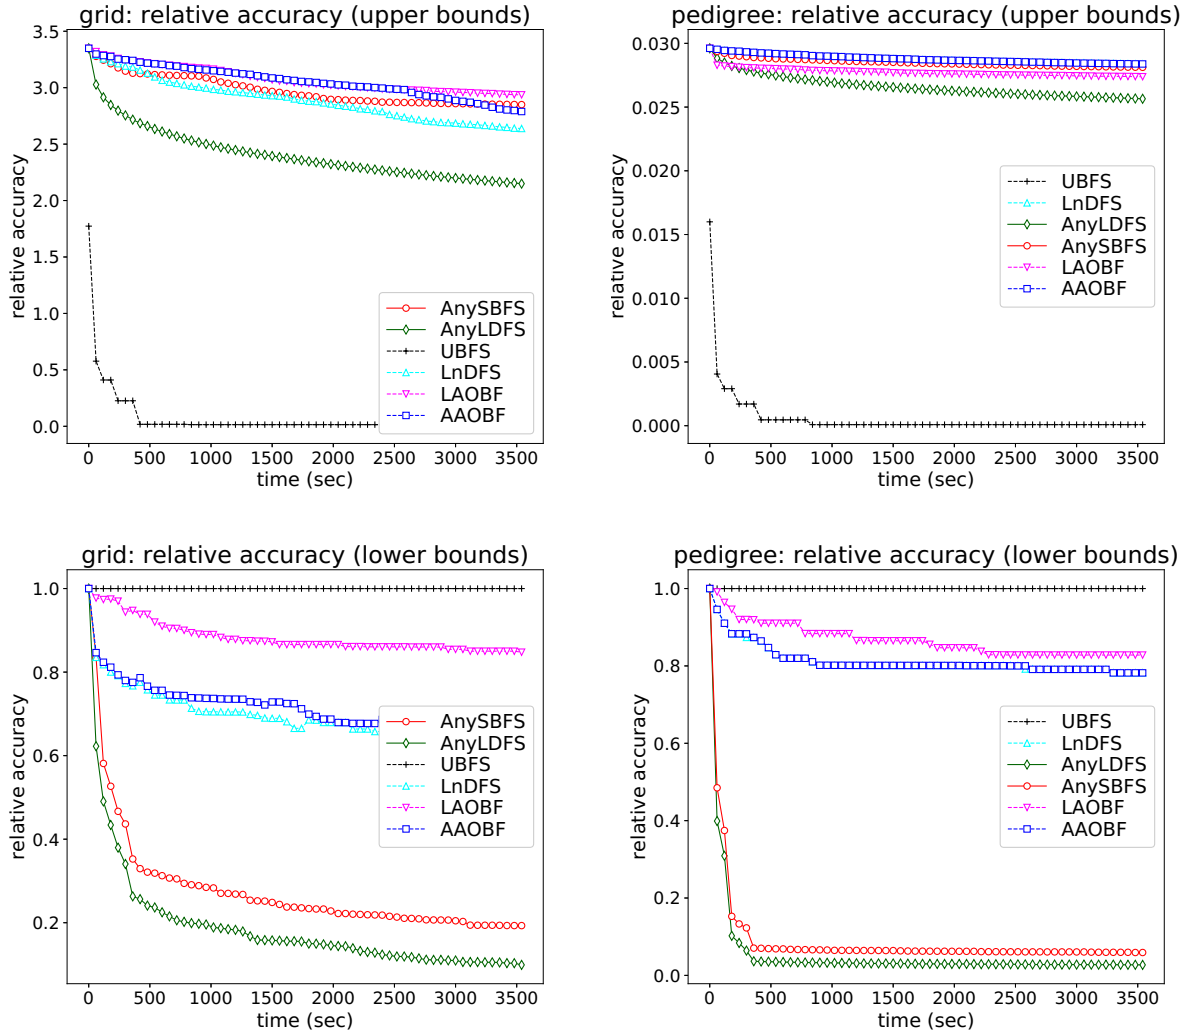 grid: relative accuracy (upper bounds)
relative accuracy
3.5
3.0
2.5
2.0
1.5
1.0
0.5
0.0
AnySBFS
AnyLDFS
UBFS
LnDFS
LAOBF
AAOBF
0 500 1000 1500 2000 2500 3000 3500
time (sec)
pedigree: relative accuracy (upper bounds)
relative accuracy
0.030
0.025
0.020
0.015
0.010
0.005
0.000
UBFS
LnDFS
AnyLDFS
AnySBFS
LAOBF
AAOBF
0 500 1000 1500 2000 2500 3000 3500
time (sec)
grid: relative accuracy (lower bounds)
relative accuracy
1.0
0.8
0.6
0.4
0.2
AnySBFS
AnyLDFS
UBFS
LnDFS
LAOBF
AAOBF
0 500 1000 1500 2000 2500 3000 3500
time (sec)
pedigree: relative accuracy (lower bounds)
relative accuracy
1.0
0.8
0.6
0.4
0.2
0.0
UBFS
LnDFS
AnyLDFS
AnySBFS
LAOBF
AAOBF
0 500 1000 1500 2000 2500 3000 3500
time (sec)